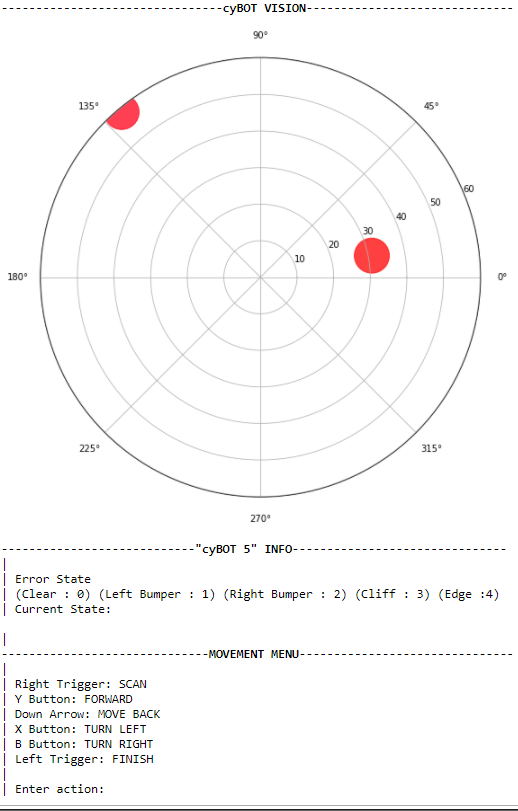 --------------------------------cyBOT VISION------------------------------
90°
135°
45°
60
50
40
30
20
10
180°
0°
225°
315°
270°
----------------------------"cyBOT 5" INFO-------------------------------
|
| Error State
| (Clear : 0) (Left Bumper : 1) (Right Bumper : 2) (Cliff : 3) (Edge :4)
| Current State:
|
------------------------------MOVEMENT MENU-------------------------------
|
| Right Trigger: SCAN
| Y Button: FORWARD
| Down Arrow: MOVE BACK
| X Button: TURN LEFT
| B Button: TURN RIGHT
| Left Trigger: FINISH
|
| Enter action: